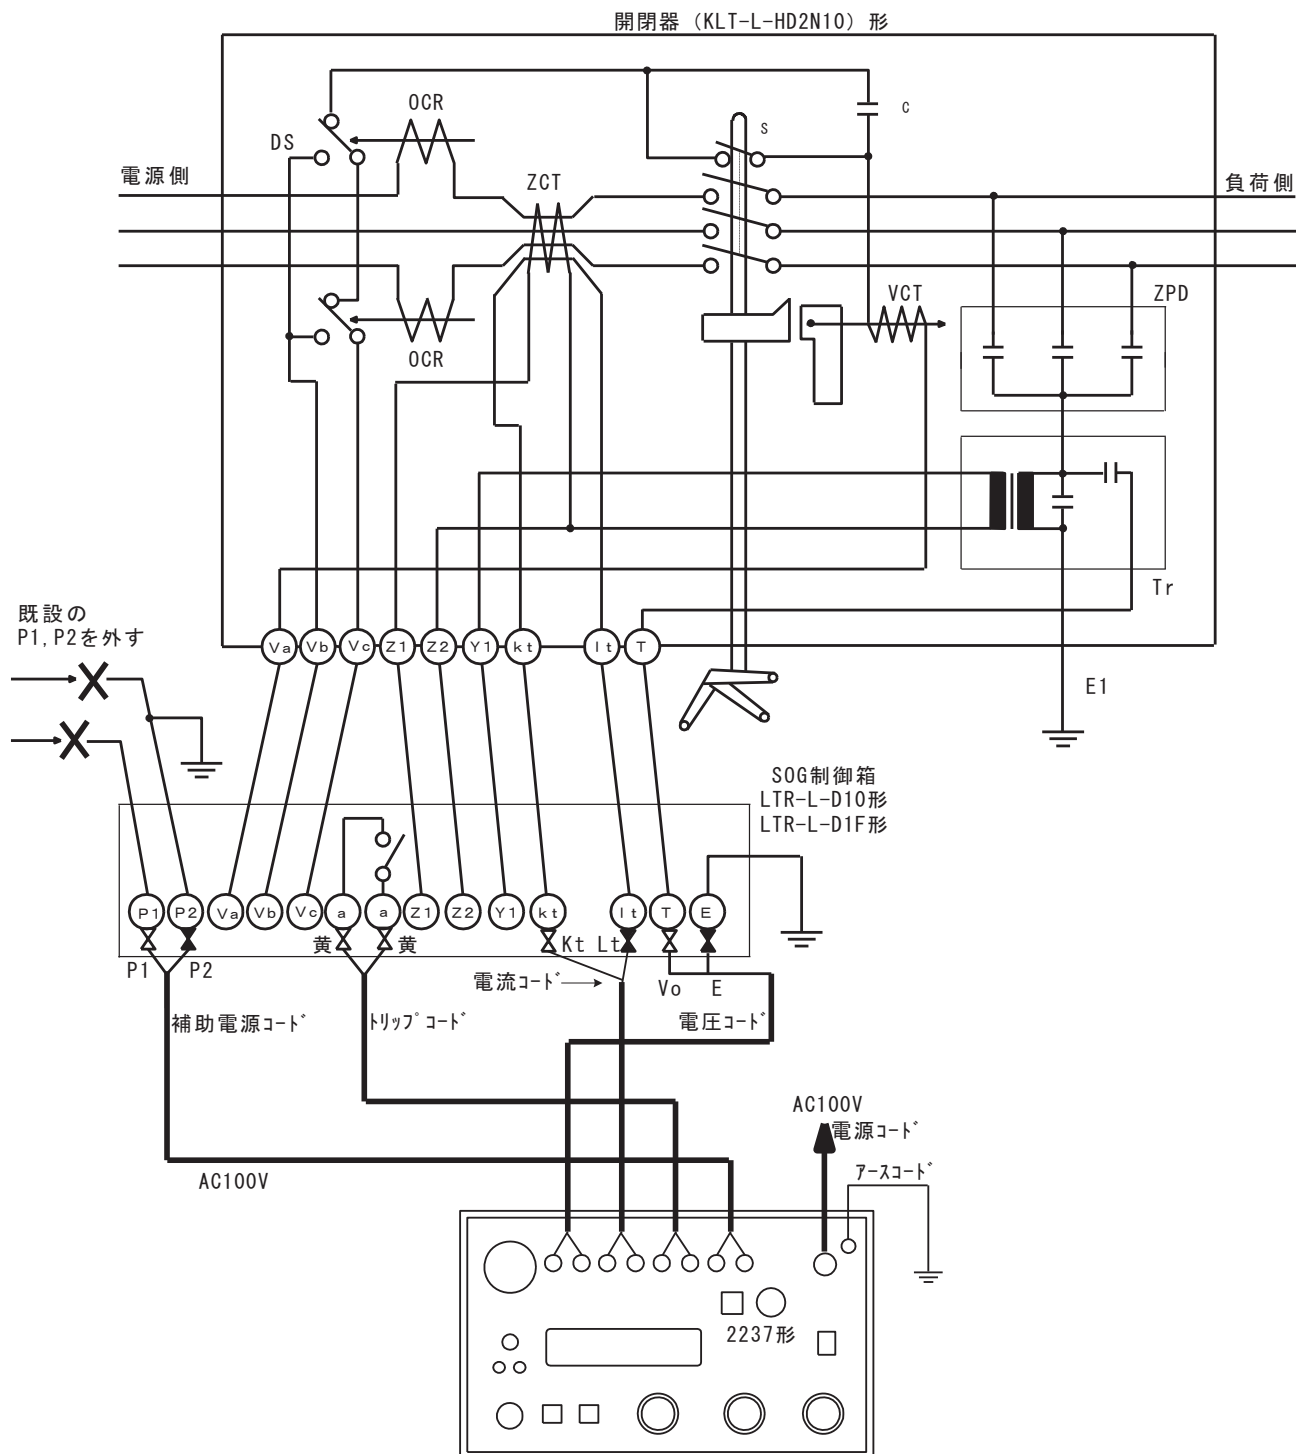 開閉器（KLT-L-HD2N10）形
OCR
C
DS
S
電源側
ZCT
負荷側
VCT
ZPD
OCR
Tr
既設の
P1,P2を外す
Va Vb Vc Z1 Z2 Y1 kt lt T
E1
SOG制御箱
LTR-L-D10形
LTR-L-D1F形
P1 P2 Va Vb Vc a a Z1 Z2 Y1 kt lt T E
黄 黄 Kt Lt
P1 P2
電流ｺｰﾄﾞ
Vo E
補助電源ｺｰﾄﾞ
ﾄﾘｯﾌﾟｺｰﾄﾞ
電圧ｺｰﾄﾞ
AC100V
電源ｺｰﾄﾞ
AC100V
ｱｰｽｺｰﾄﾞ
2237形